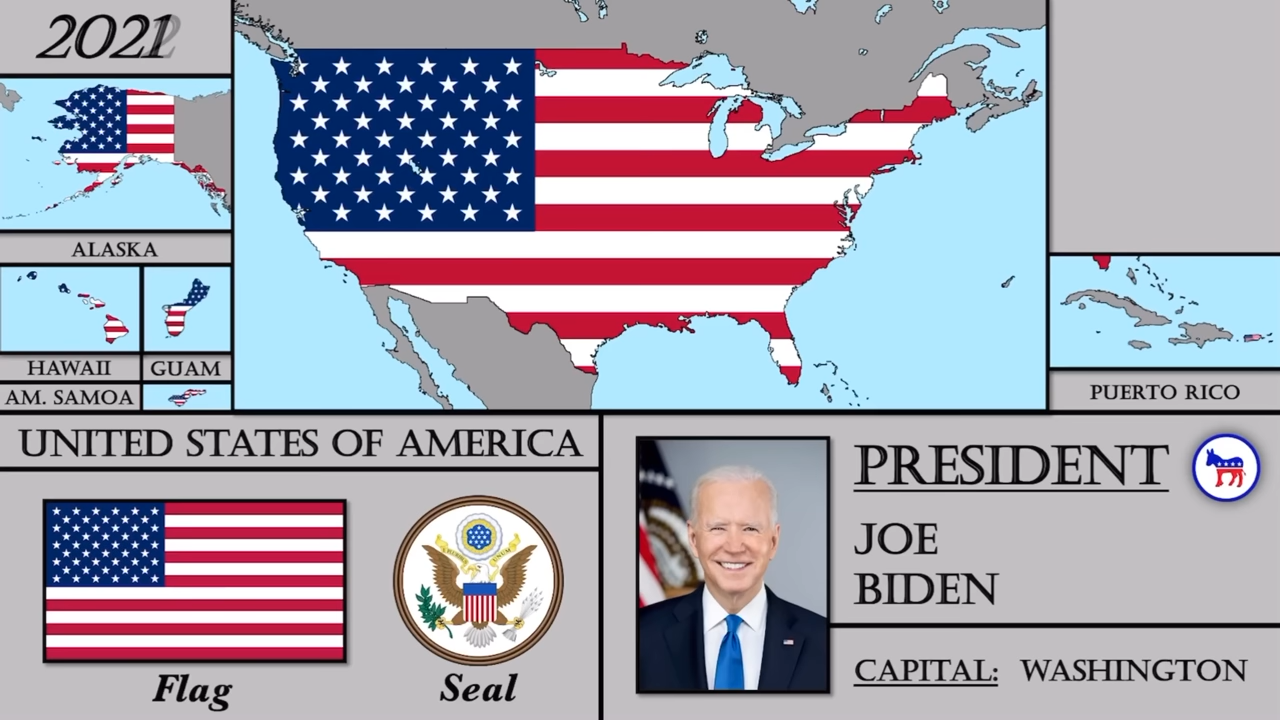 2021
ALASKA
HAWAII
GUAM
AM. SAMOA
PUERTO RICO
UNITED STATES OF AMERICA
Flag
Seal
PRESIDENT
JOE
BIDEN
CAPITAL: WASHINGTON